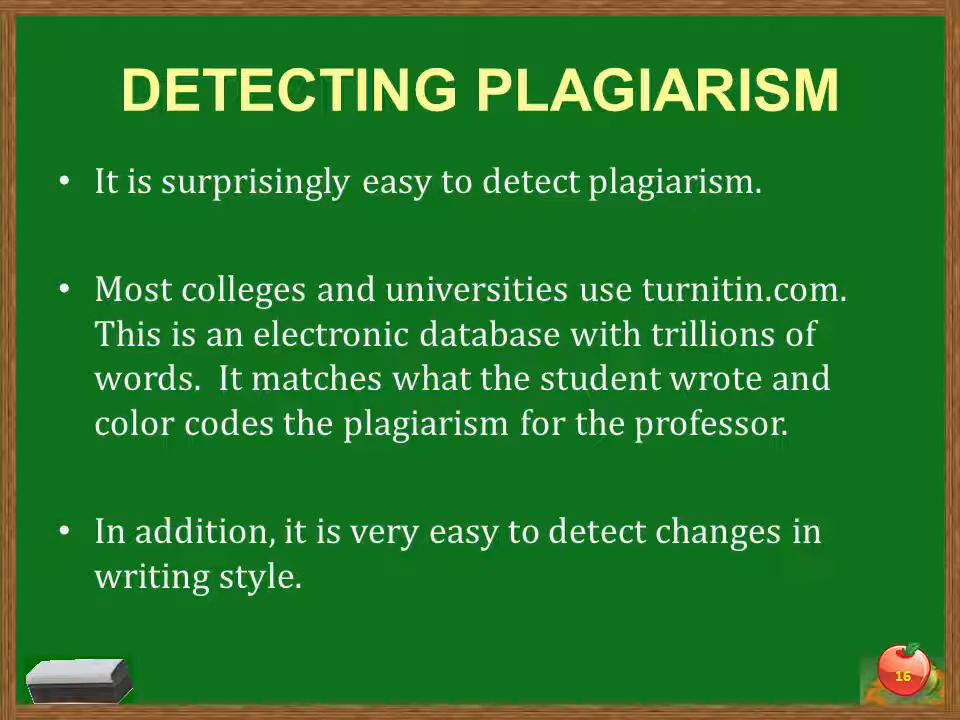 DETECTING PLAGIARISM
• It is surprisingly easy to detect plagiarism.
• Most colleges and universities use turnitin.com.
This is an electronic database with trillions of
words.  It matches what the student wrote and
color codes the plagiarism for the professor.
• In addition, it is very easy to detect changes in
writing style.
16